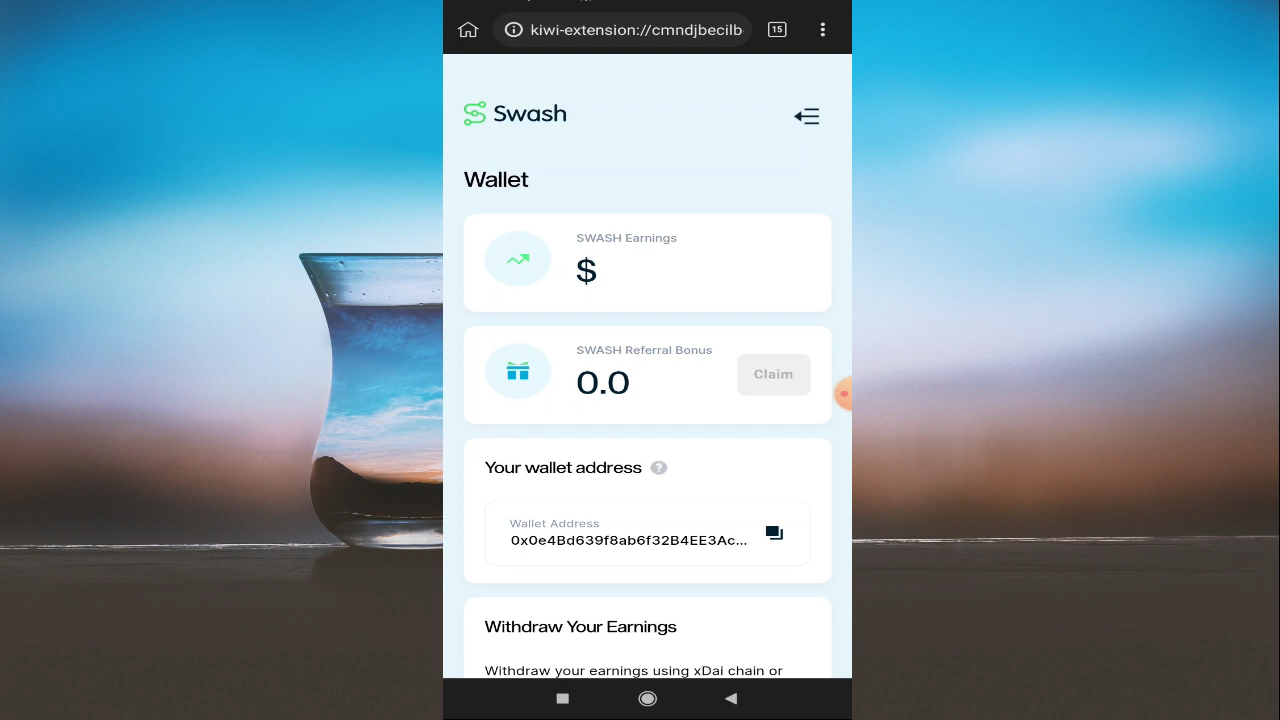 kiwi-extension://cmndjbecilb
15
Swash
Wallet
SWASH Earnings
$
SWASH Referral Bonus
0.0
Claim
Your wallet address
?
Wallet Address
0x0e4Bd639f8ab6f32B4EE3Ac...
Withdraw Your Earnings
Withdraw your earnings using xDai chain or